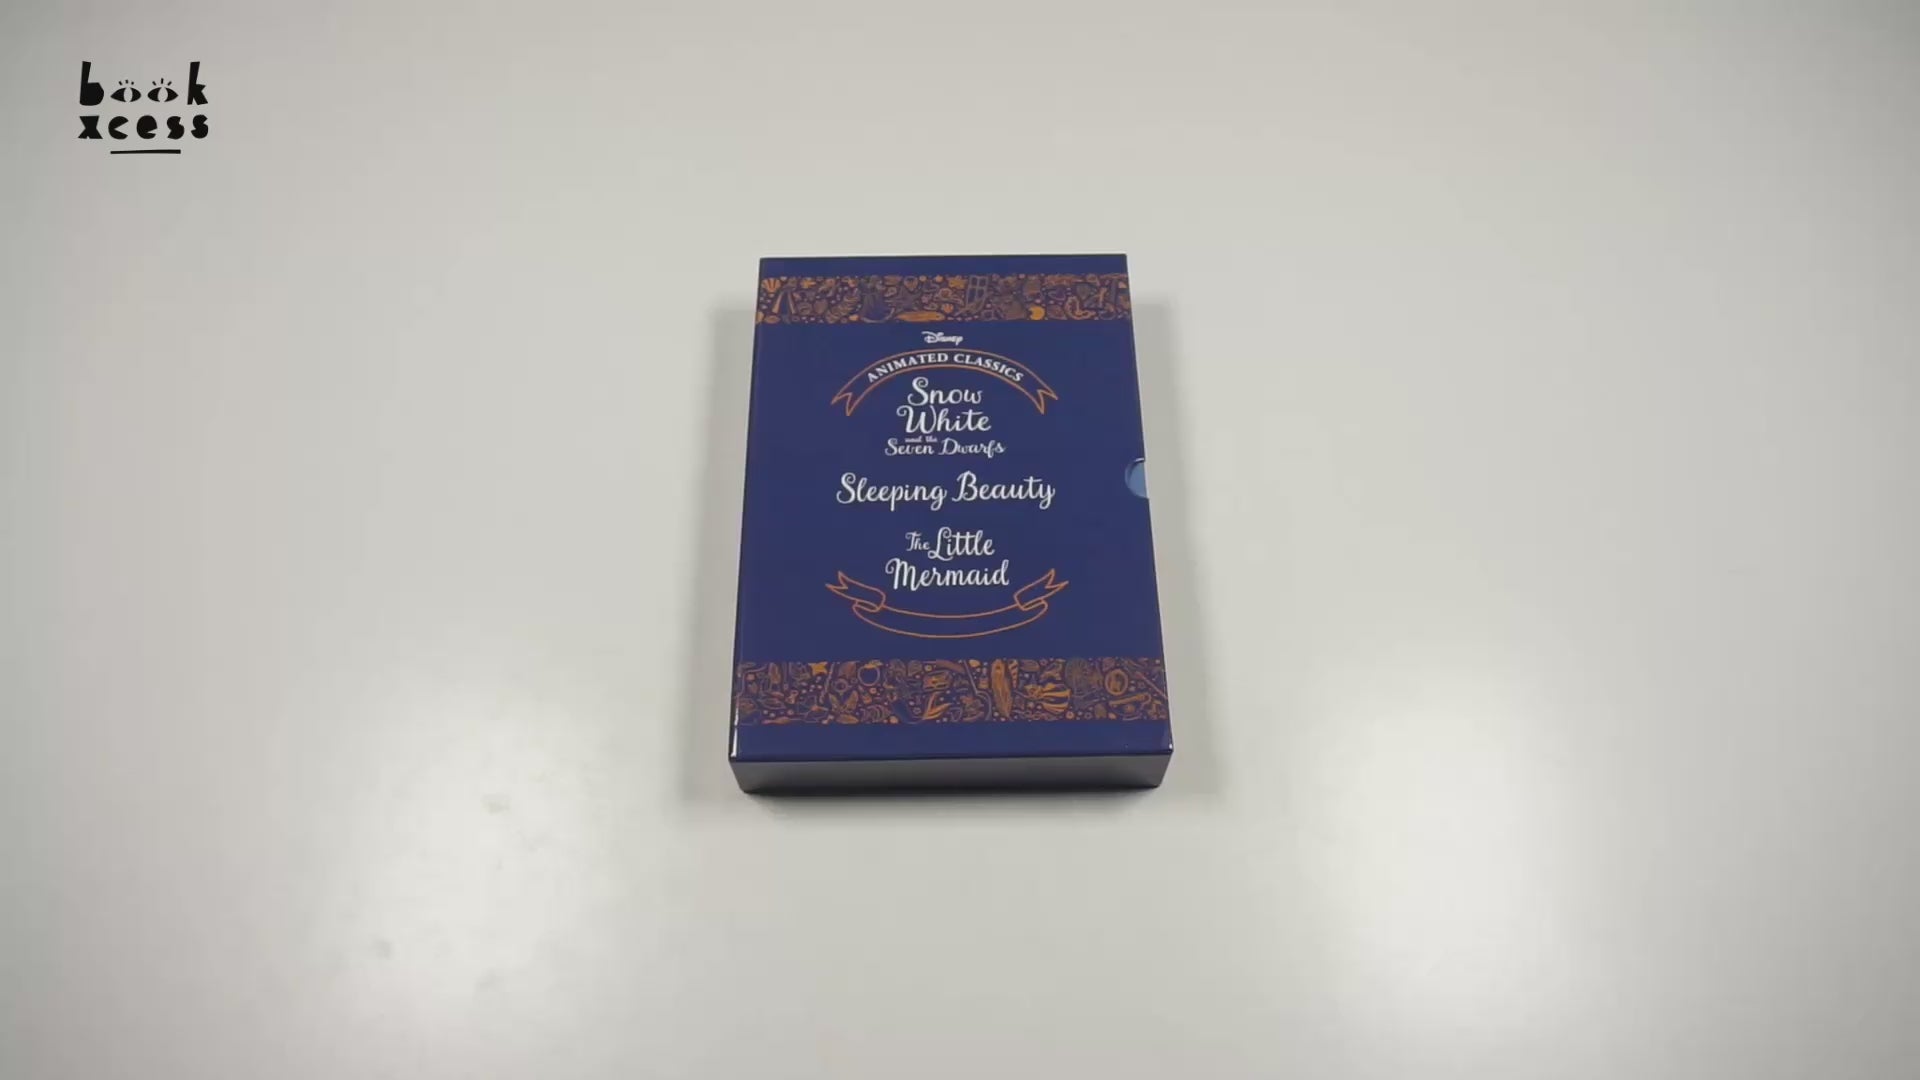 book
xcess
Disney
ANIMATED CLASSICS
Snow
White
and the
Seven Dwarfs
Sleeping Beauty
The Little
Mermaid